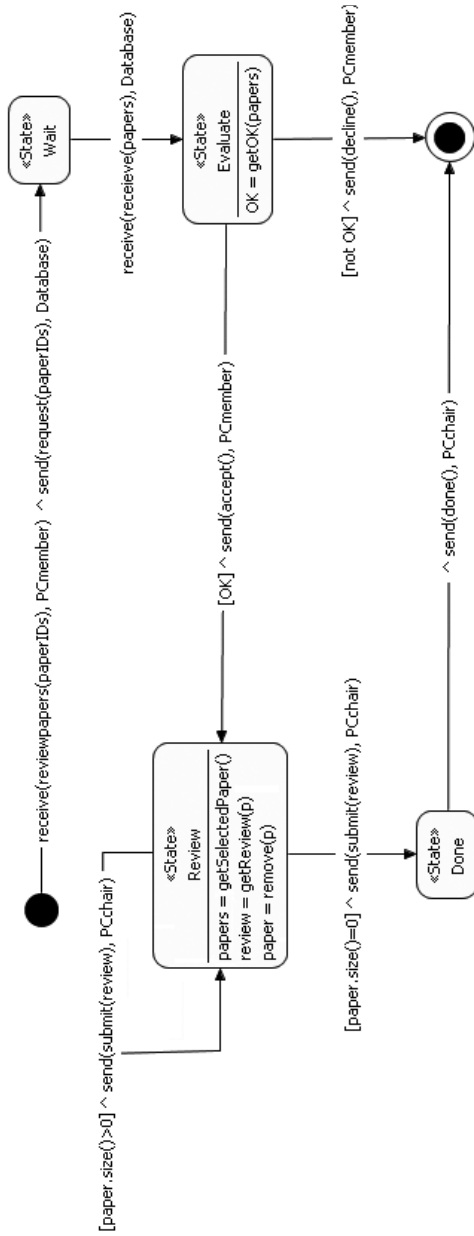 receive(reviewpapers(paperIDs), PCmember) ^ send(request(paperIDs), Database)
«State»
Wait
receive(receieve(papers), Database)
«State»
Evaluate
OK = getOK(papers)
[not OK] ^ send(decline(), PCmember)
[OK] ^ send(accept(), PCmember)
[paper.size()>0] ^ send(submit(review), PCchair)
«State»
Review
papers = getSelectedPaper()
review = getReview(p)
paper = remove(p)
[paper.size()=0] ^ send(submit(review), PCchair)
«State»
Done
^ send(done(), PCchair)